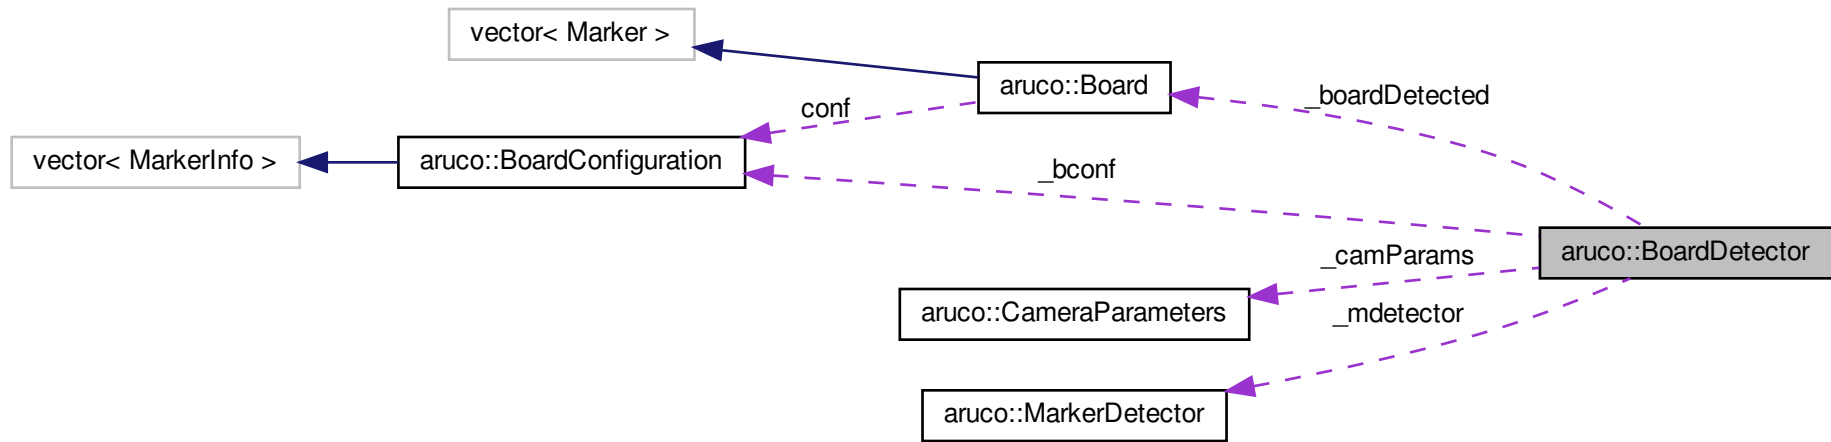 vector< Marker >
aruco::Board
_boardDetected
conf
vector< MarkerInfo >
aruco::BoardConfiguration
_bconf
aruco::BoardDetector
_camParams
aruco::CameraParameters
_mdetector
aruco::MarkerDetector